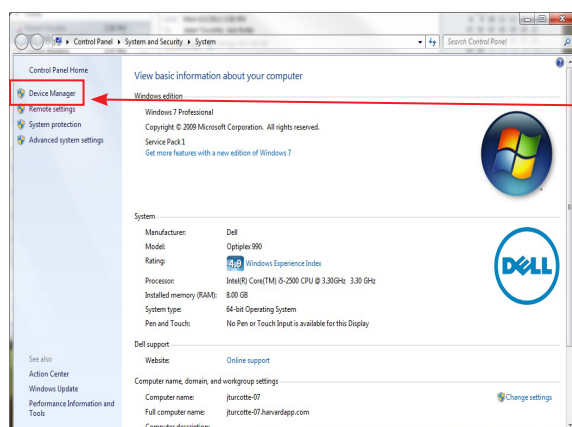 Control Panel ▸ System and Security ▸ System
Search Control Panel
Control Panel Home
Device Manager
Remote settings
System protection
Advanced system settings
View basic information about your computer
Windows edition
Windows 7 Professional
Copyright © 2009 Microsoft Corporation. All rights reserved.
Service Pack 1
Get more features with a new edition of Windows 7
System
Manufacturer: Dell
Model: Optiplex 990
Rating: 4.9 Windows Experience Index
Processor: Intel(R) Core(TM) i5-2500 CPU @ 3.30GHz 3.30 GHz
Installed memory (RAM): 8.00 GB
System type: 64-bit Operating System
Pen and Touch: No Pen or Touch Input is available for this Display
DELL
Dell support
Website: Online support
Computer name, domain, and workgroup settings
Computer name: jturcotte-07
Change settings
Full computer name: jturcotte-07.harvardapp.com
Computer description:
See also
Action Center
Windows Update
Performance Information and
Tools